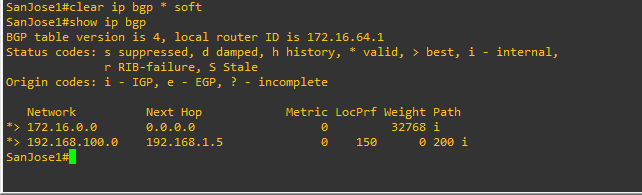 SanJose1#clear ip bgp * soft
SanJose1#show ip bgp
BGP table version is 4, local router ID is 172.16.64.1
Status codes: s suppressed, d damped, h history, * valid, > best, i - internal,
              r RIB-failure, S Stale
Origin codes: i - IGP, e - EGP, ? - incomplete

   Network          Next Hop            Metric LocPrf Weight Path
*> 172.16.0.0       0.0.0.0                  0         32768 i
*> 192.168.100.0    192.168.1.5              0    150      0 200 i
SanJose1#